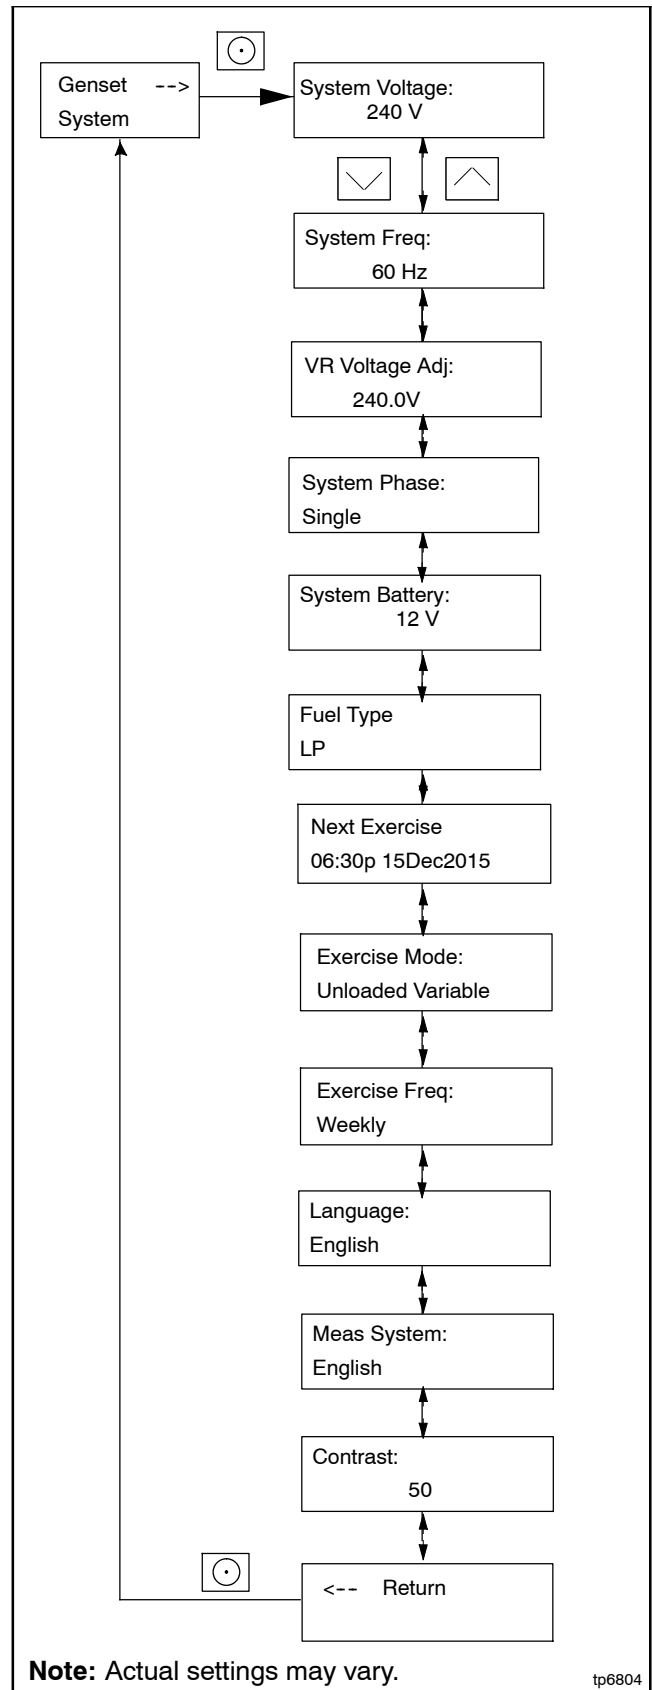 Genset -->
System
System Voltage:
240 V
System Freq:
60 Hz
VR Voltage Adj:
240.0V
System Phase:
Single
System Battery:
12 V
Fuel Type
LP
Next Exercise
06:30p 15Dec2015
Exercise Mode:
Unloaded Variable
Exercise Freq:
Weekly
Language:
English
Meas System:
English
Contrast:
50
<-- Return
Note: Actual settings may vary.
tp6804